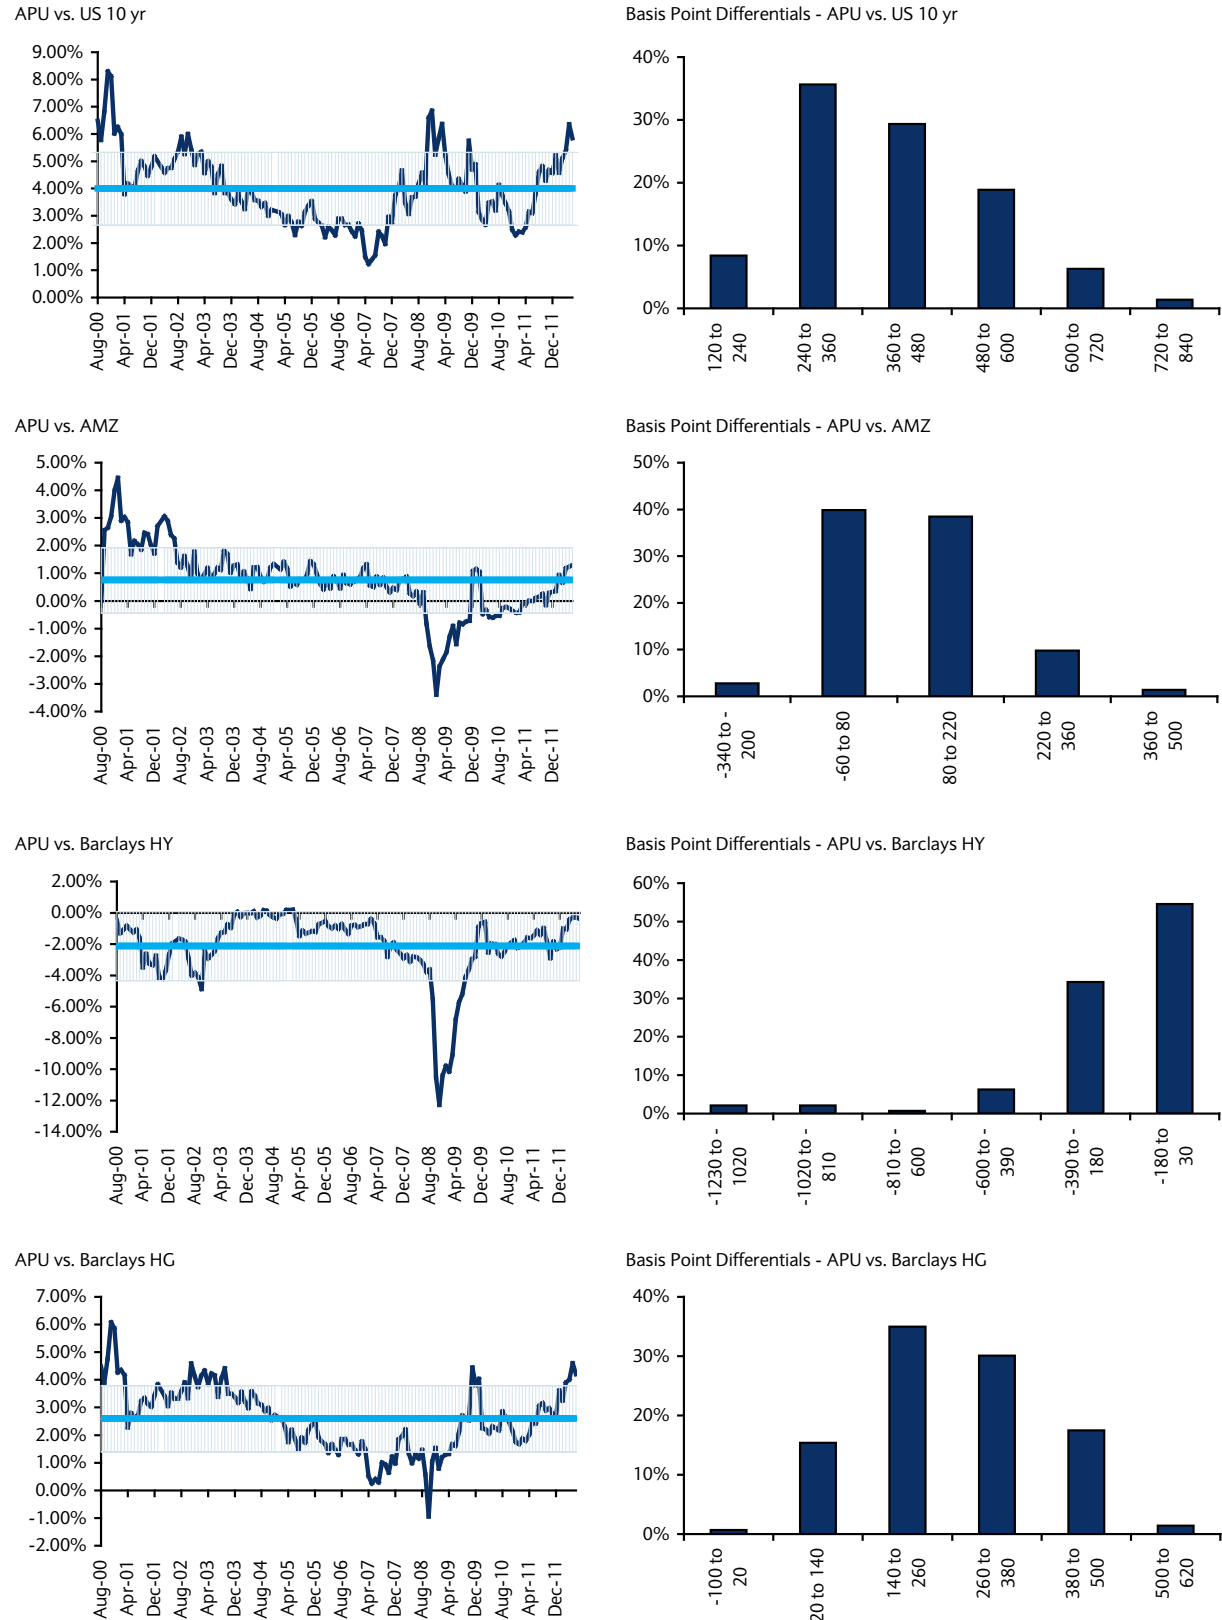 APU vs. US 10 yr
9.00%
8.00%
7.00%
6.00%
5.00%
4.00%
3.00%
2.00%
1.00%
0.00%
Aug-00
Apr-01
Dec-01
Aug-02
Apr-03
Dec-03
Aug-04
Apr-05
Dec-05
Aug-06
Apr-07
Dec-07
Aug-08
Apr-09
Dec-09
Aug-10
Apr-11
Dec-11
Basis Point Differentials - APU vs. US 10 yr
40%
30%
20%
10%
0%
120 to
240
240 to
360
360 to
480
480 to
600
600 to
720
720 to
840
APU vs. AMZ
5.00%
4.00%
3.00%
2.00%
1.00%
0.00%
-1.00%
-2.00%
-3.00%
-4.00%
Aug-00
Apr-01
Dec-01
Aug-02
Apr-03
Dec-03
Aug-04
Apr-05
Dec-05
Aug-06
Apr-07
Dec-07
Aug-08
Apr-09
Dec-09
Aug-10
Apr-11
Dec-11
Basis Point Differentials - APU vs. AMZ
50%
40%
30%
20%
10%
0%
-340 to -
200
-60 to 80
80 to 220
220 to
360
360 to
500
APU vs. Barclays HY
2.00%
0.00%
-2.00%
-4.00%
-6.00%
-8.00%
-10.00%
-12.00%
-14.00%
Aug-00
Apr-01
Dec-01
Aug-02
Apr-03
Dec-03
Aug-04
Apr-05
Dec-05
Aug-06
Apr-07
Dec-07
Aug-08
Apr-09
Dec-09
Aug-10
Apr-11
Dec-11
Basis Point Differentials - APU vs. Barclays HY
60%
50%
40%
30%
20%
10%
0%
-1230 to -
1020
-1020 to -
810
-810 to -
600
-600 to -
390
-390 to -
180
-180 to
30
APU vs. Barclays HG
7.00%
6.00%
5.00%
4.00%
3.00%
2.00%
1.00%
0.00%
-1.00%
-2.00%
Aug-00
Apr-01
Dec-01
Aug-02
Apr-03
Dec-03
Aug-04
Apr-05
Dec-05
Aug-06
Apr-07
Dec-07
Aug-08
Apr-09
Dec-09
Aug-10
Apr-11
Dec-11
Basis Point Differentials - APU vs. Barclays HG
40%
30%
20%
10%
0%
-100 to
20
20 to 140
140 to
260
260 to
380
380 to
500
500 to
620